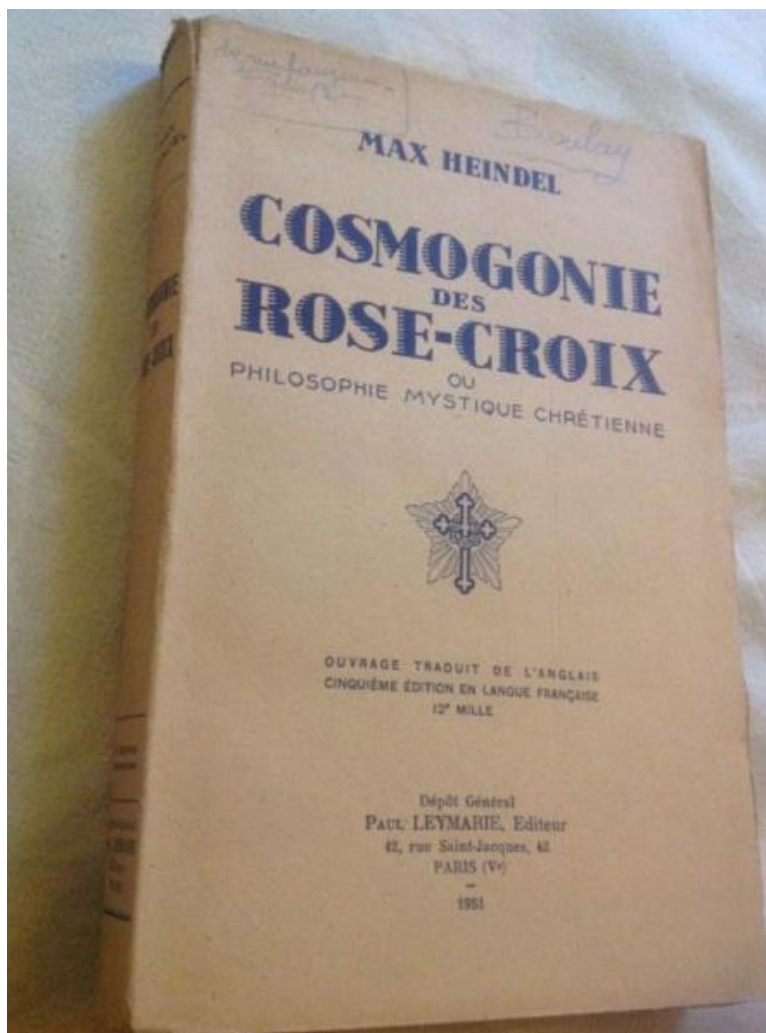 MAX HEINDEL
COSMOGONIE
DES
ROSE-CROIX
OU
PHILOSOPHIE MYSTIQUE CHRÉTIENNE
OUVRAGE TRADUIT DE L'ANGLAIS
CINQUIÈME ÉDITION EN LANGUE FRANÇAISE
12e MILLE
Dépôt Général
PAUL LEYMARIE, Editeur
42, rue Saint-Jacques, 42
PARIS (Ve)
1951